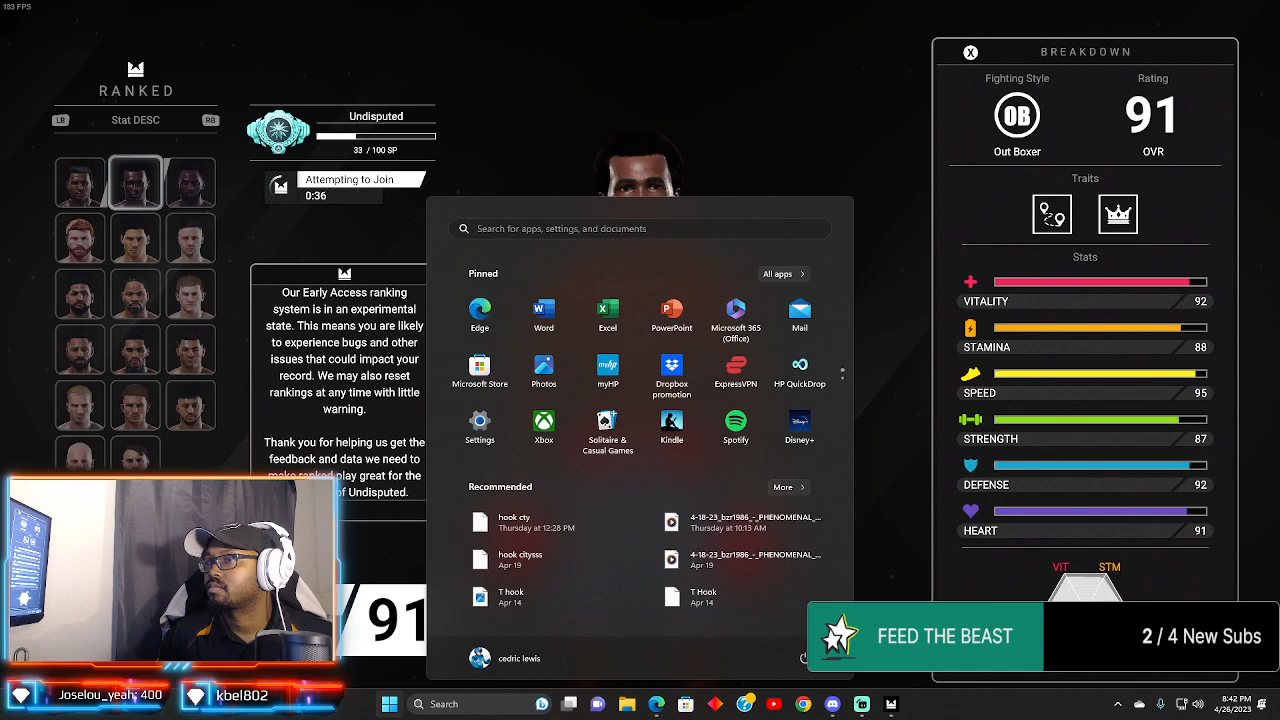 183 FPS
RANKED
LB
Stat DESC
RB
Undisputed
33 / 100 SP
Attempting to Join
0:36
Our Early Access ranking
system is in an experimental
state. This means you are likely
to experience bugs and other
issues that could impact your
record. We may also reset
rankings at any time with little
warning.
Thank you for helping us get the
feedback and data we need to
make ranked play great for the
of Undisputed.
91
Search for apps, settings, and documents
Pinned
All apps
Edge
Word
Excel
PowerPoint
Microsoft 365
(Office)
Mail
Microsoft Store
Photos
myHP
Dropbox
promotion
ExpressVPN
HP QuickDrop
Settings
Xbox
Solitaire &
Casual Games
Kindle
Spotify
Disney+
Recommended
More
hook cty
Thursday at 12:28 PM
4-18-23_bzr1986_-_PHENOMENAL_...
Thursday at 10:13 AM
hook citysss
Apr 19
4-18-23_bzr1986_-_PHENOMENAL_...
Apr 19
T hook
Apr 14
T Hook
Apr 14
cedric lewis
X
BREAKDOWN
Fighting Style
Rating
OB
91
Out Boxer
OVR
Traits
Stats
VITALITY
92
STAMINA
88
SPEED
95
STRENGTH
87
DEFENSE
92
HEART
91
VIT
STM
FEED THE BEAST
2 / 4 New Subs
Joselou_yeah: 400
kbel802
Search
8:42 PM
4/26/2023